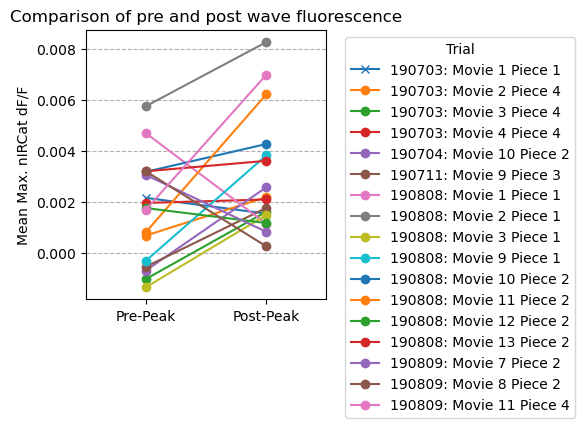 Comparison of pre and post wave fluorescence
Mean Max. nIRCat dF/F
0.008
0.006
0.004
0.002
0.000
Pre-Peak
Post-Peak
Trial
190703: Movie 1 Piece 1
190703: Movie 2 Piece 4
190703: Movie 3 Piece 4
190703: Movie 4 Piece 4
190704: Movie 10 Piece 2
190711: Movie 9 Piece 3
190808: Movie 1 Piece 1
190808: Movie 2 Piece 1
190808: Movie 8 Piece 1
190808: Movie 9 Piece 1
190808: Movie 10 Piece 2
190808: Movie 11 Piece 2
190808: Movie 12 Piece 2
190808: Movie 13 Piece 2
190809: Movie 7 Piece 2
190809: Movie 8 Piece 2
190809: Movie 11 Piece 4